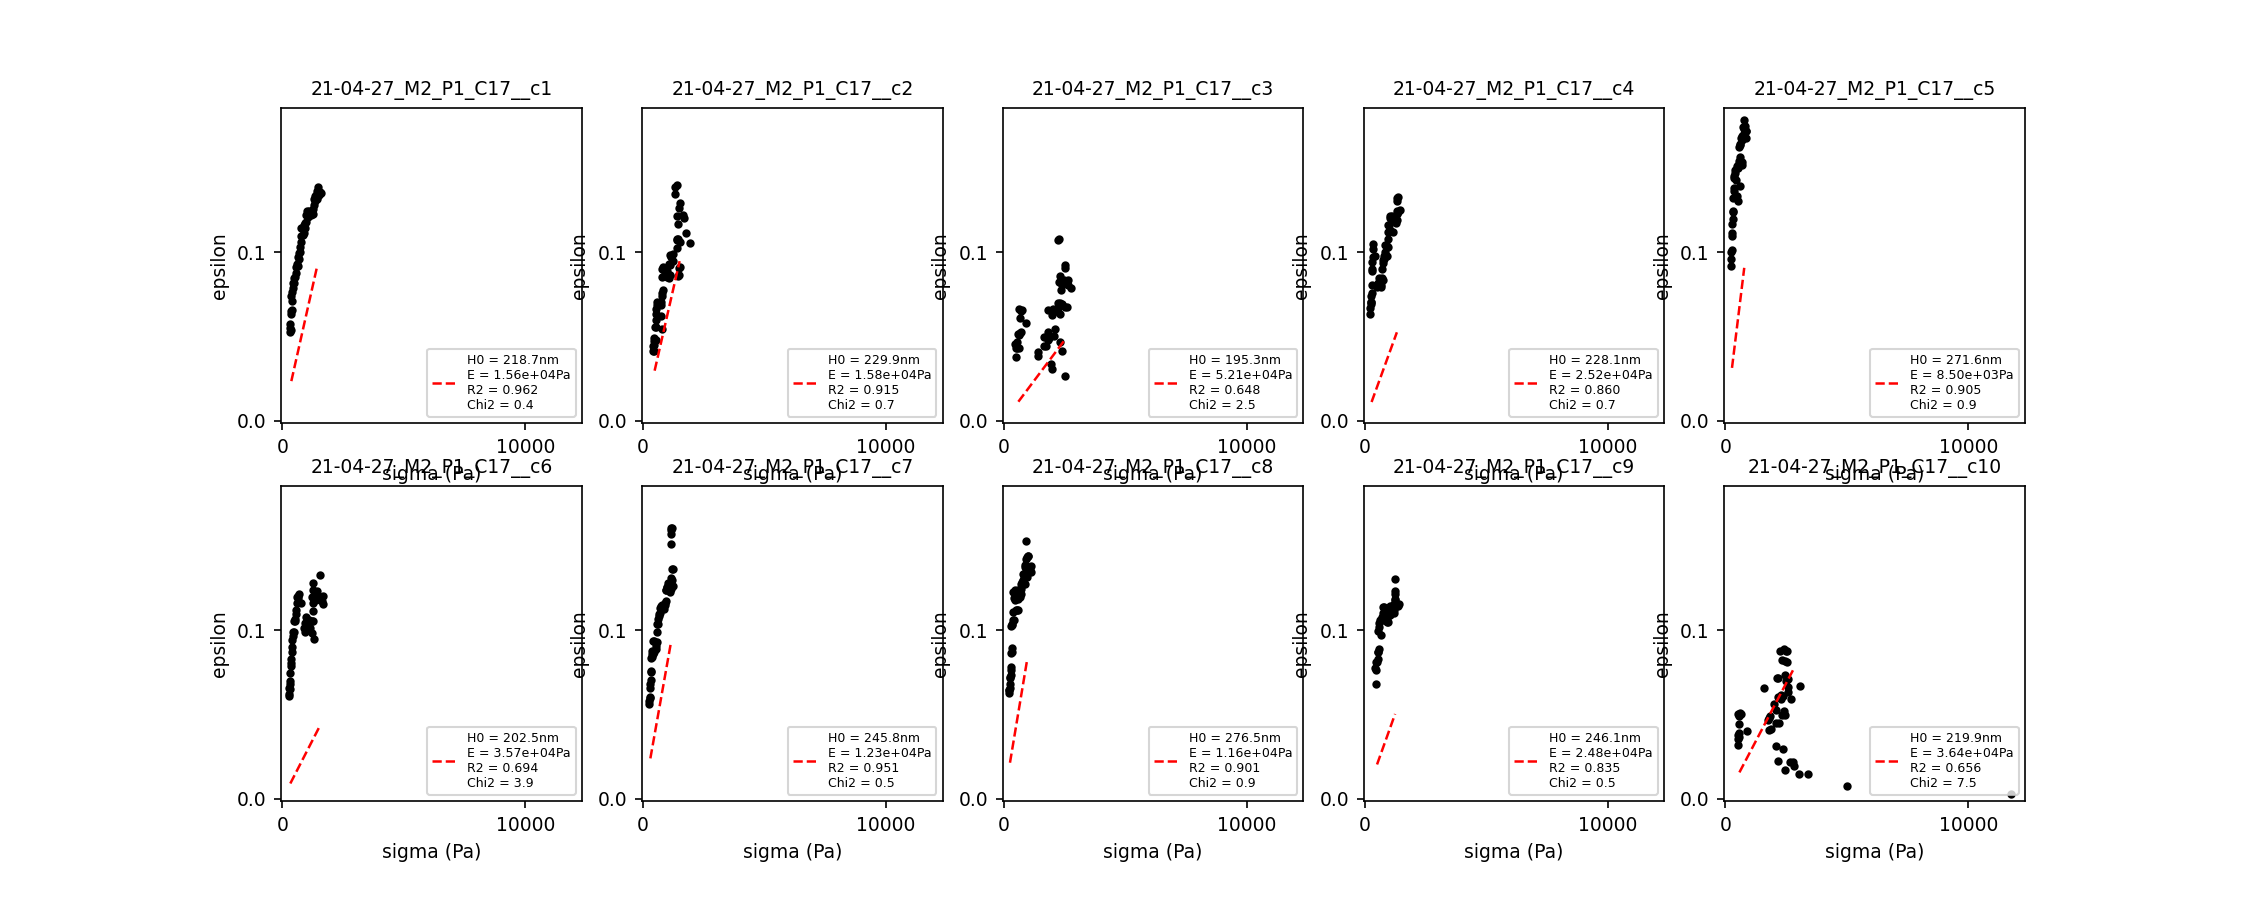 21-04-27_M2_P1_C17__c1
epsilon
0.1
0.0
0
10000
sigma (Pa)
H0 = 218.7nm
E = 1.56e+04Pa
R2 = 0.962
Chi2 = 0.4
21-04-27_M2_P1_C17__c2
epsilon
0.1
0.0
0
10000
sigma (Pa)
H0 = 229.9nm
E = 1.58e+04Pa
R2 = 0.915
Chi2 = 0.7
21-04-27_M2_P1_C17__c3
epsilon
0.1
0.0
0
10000
sigma (Pa)
H0 = 195.3nm
E = 5.21e+04Pa
R2 = 0.648
Chi2 = 2.5
21-04-27_M2_P1_C17__c4
epsilon
0.1
0.0
0
10000
sigma (Pa)
H0 = 228.1nm
E = 2.52e+04Pa
R2 = 0.860
Chi2 = 0.7
21-04-27_M2_P1_C17__c5
epsilon
0.1
0.0
0
10000
sigma (Pa)
H0 = 271.6nm
E = 8.50e+03Pa
R2 = 0.905
Chi2 = 0.9
21-04-27_M2_P1_C17__c6
epsilon
0.1
0.0
0
10000
sigma (Pa)
H0 = 202.5nm
E = 3.57e+04Pa
R2 = 0.694
Chi2 = 3.9
21-04-27_M2_P1_C17__c7
epsilon
0.1
0.0
0
10000
sigma (Pa)
H0 = 245.8nm
E = 1.23e+04Pa
R2 = 0.951
Chi2 = 0.5
21-04-27_M2_P1_C17__c8
epsilon
0.1
0.0
0
10000
sigma (Pa)
H0 = 276.5nm
E = 1.16e+04Pa
R2 = 0.901
Chi2 = 0.9
21-04-27_M2_P1_C17__c9
epsilon
0.1
0.0
0
10000
sigma (Pa)
H0 = 246.1nm
E = 2.48e+04Pa
R2 = 0.835
Chi2 = 0.5
21-04-27_M2_P1_C17__c10
epsilon
0.1
0.0
0
10000
sigma (Pa)
H0 = 219.9nm
E = 3.64e+04Pa
R2 = 0.656
Chi2 = 7.5